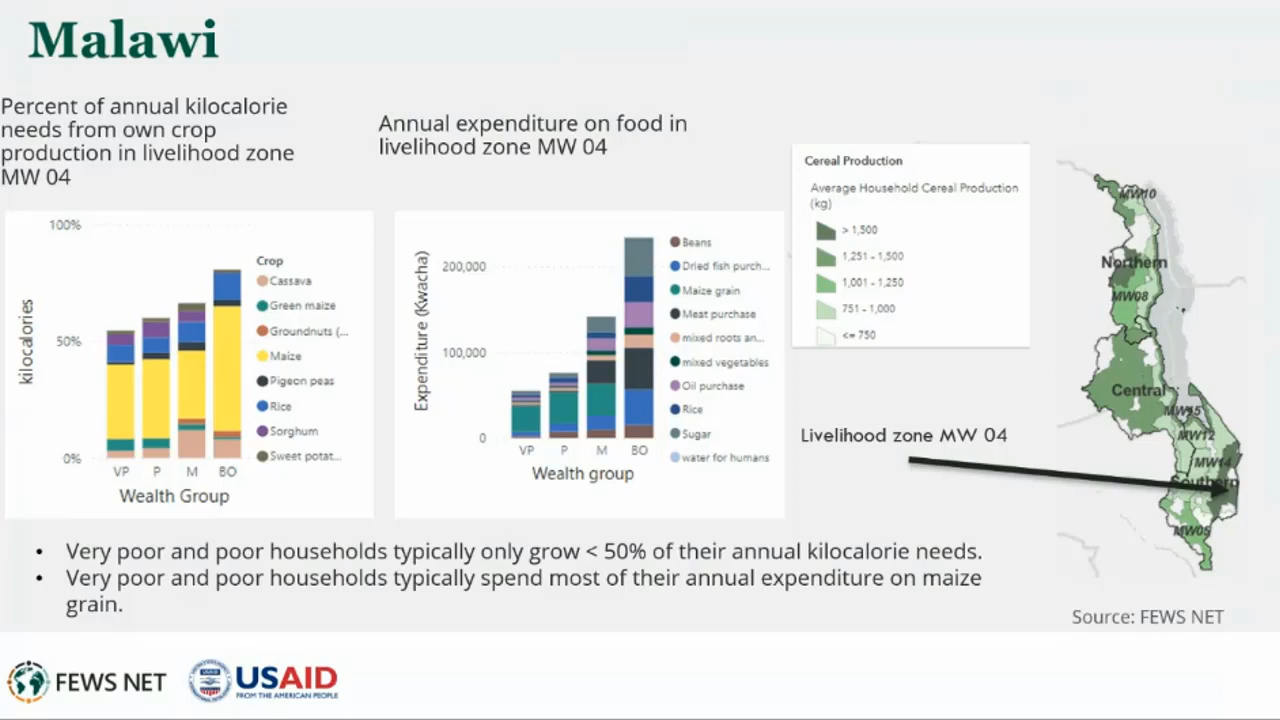 Malawi
Percent of annual kilocalorie
needs from own crop
production in livelihood zone
MW 04
Annual expenditure on food in
livelihood zone MW 04
kilocalories
100%
50%
0%
VP P M BO
Wealth Group
Crop
Cassava
Green maize
Groundnuts (...
Maize
Pigeon peas
Rice
Sorghum
Sweet potat...
Expenditure (Kwacha)
200,000
100,000
0
VP P M BO
Wealth group
Beans
Dried fish purch...
Maize grain
Meat purchase
mixed roots an...
mixed vegetables
Oil purchase
Rice
Sugar
water for humans
Cereal Production
Average Household Cereal Production
(kg)
> 1,500
1,251 - 1,500
1,001 - 1,250
751 - 1,000
<= 750
MW10
Northern
MW08
Central
MW15
MW12
MW14
Southern
MW05
Livelihood zone MW 04
• Very poor and poor households typically only grow < 50% of their annual kilocalorie needs.
• Very poor and poor households typically spend most of their annual expenditure on maize
grain.
Source: FEWS NET
FEWS NET
USAID
FROM THE AMERICAN PEOPLE